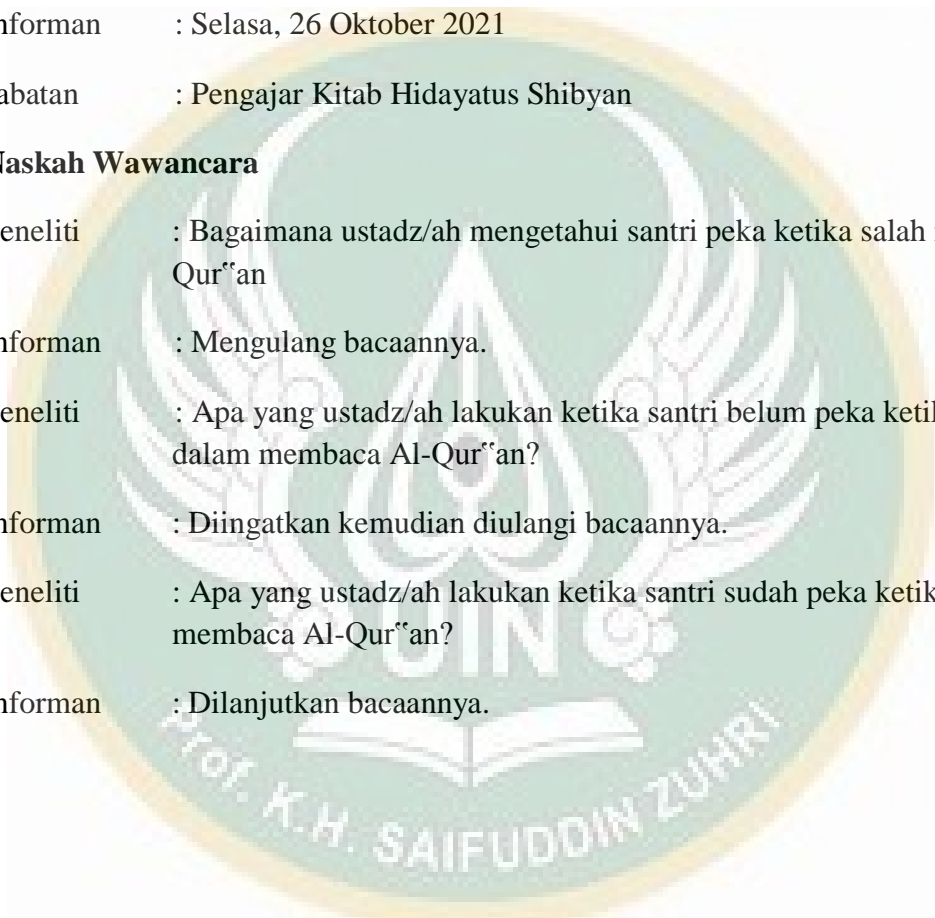 nforman : Selasa, 26 Oktober 2021
abatan : Pengajar Kitab Hidayatus Shibyan
Naskah Wawancara
eneliti : Bagaimana ustadz/ah mengetahui santri peka ketika salah
Qur‟an
nforman : Mengulang bacaannya.
eneliti : Apa yang ustadz/ah lakukan ketika santri belum peka ketik
dalam membaca Al-Qur‟an?
nforman : Diingatkan kemudian diulangi bacaannya.
eneliti : Apa yang ustadz/ah lakukan ketika santri sudah peka ketik
membaca Al-Qur‟an?
nforman : Dilanjutkan bacaannya.
UIN
Prof. K.H. SAIFUDDIN ZUHRI